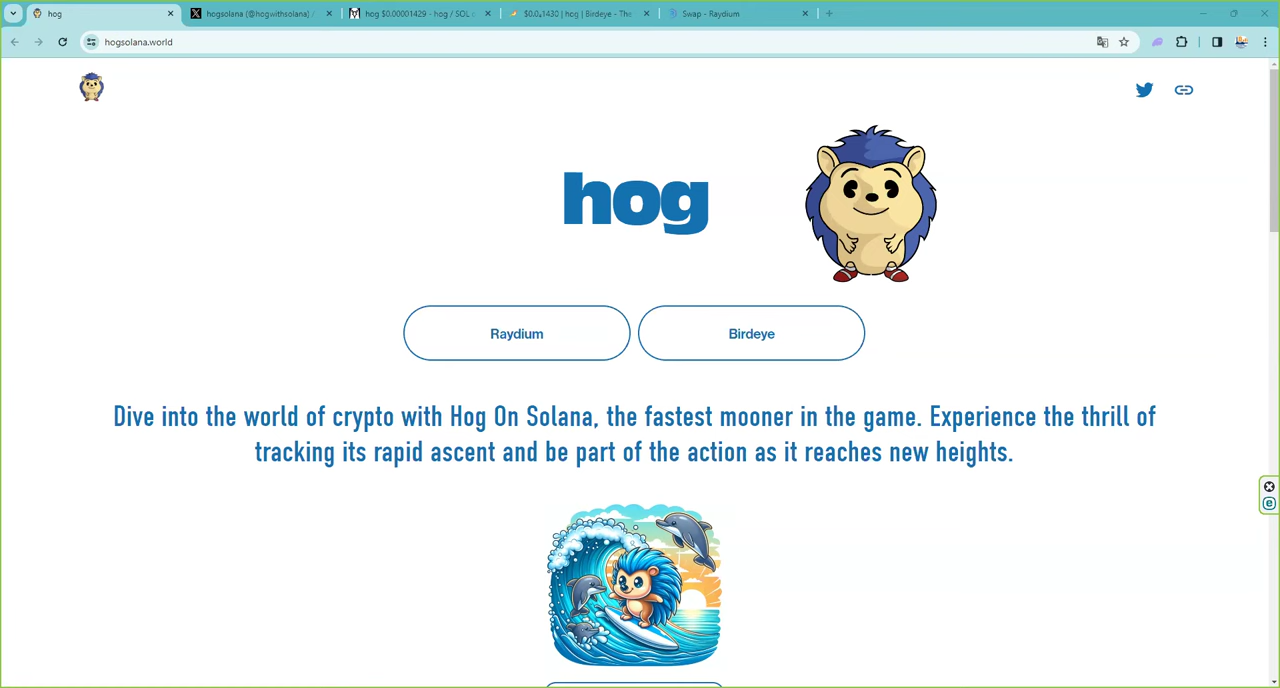 hog
hogsolana (@hogwithsolana) /
hog $0.00001429 - hog / SOL
$0.0₄1430 | hog | Birdeye - The
Swap - Raydium
hogsolana.world
hog
Raydium
Birdeye
Dive into the world of crypto with Hog On Solana, the fastest mooner in the game. Experience the thrill of
tracking its rapid ascent and be part of the action as it reaches new heights.